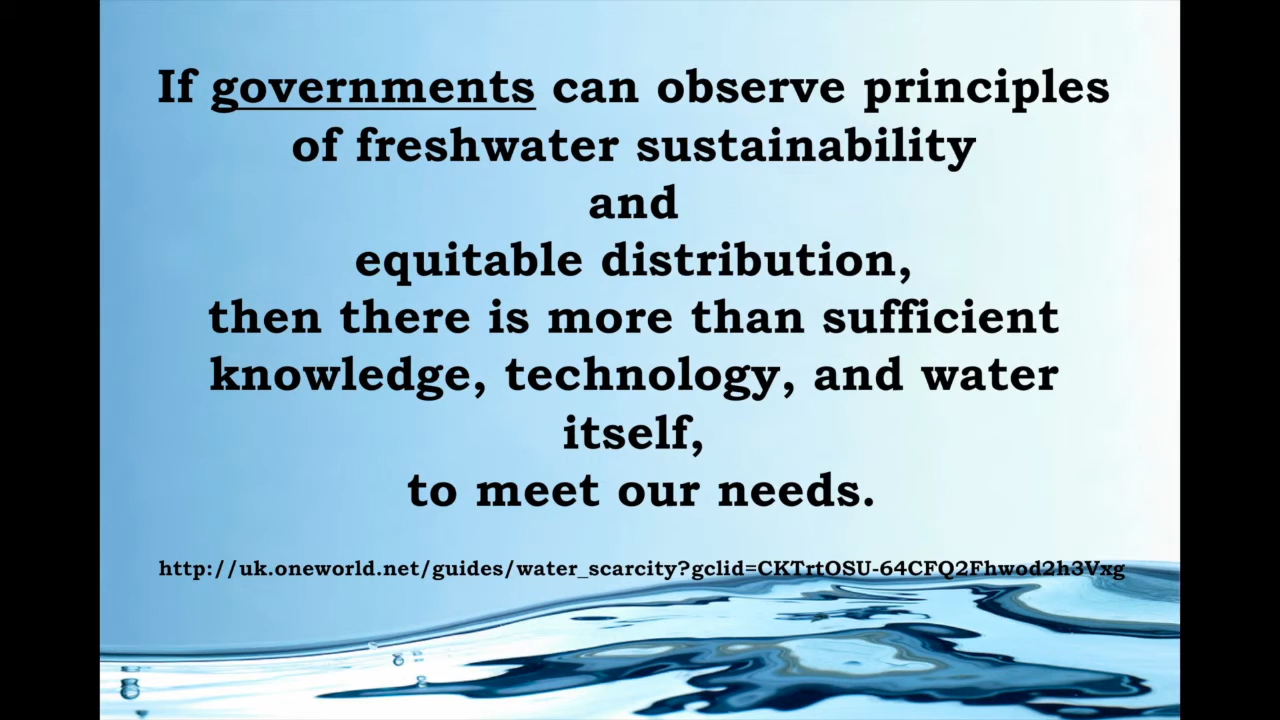 If governments can observe principles
of freshwater sustainability
and
equitable distribution,
then there is more than sufficient
knowledge, technology, and water
itself,
to meet our needs.
http://uk.oneworld.net/guides/water_scarcity?gclid=CKTrtOSU-64CFQ2Fhwod2h3Vxg